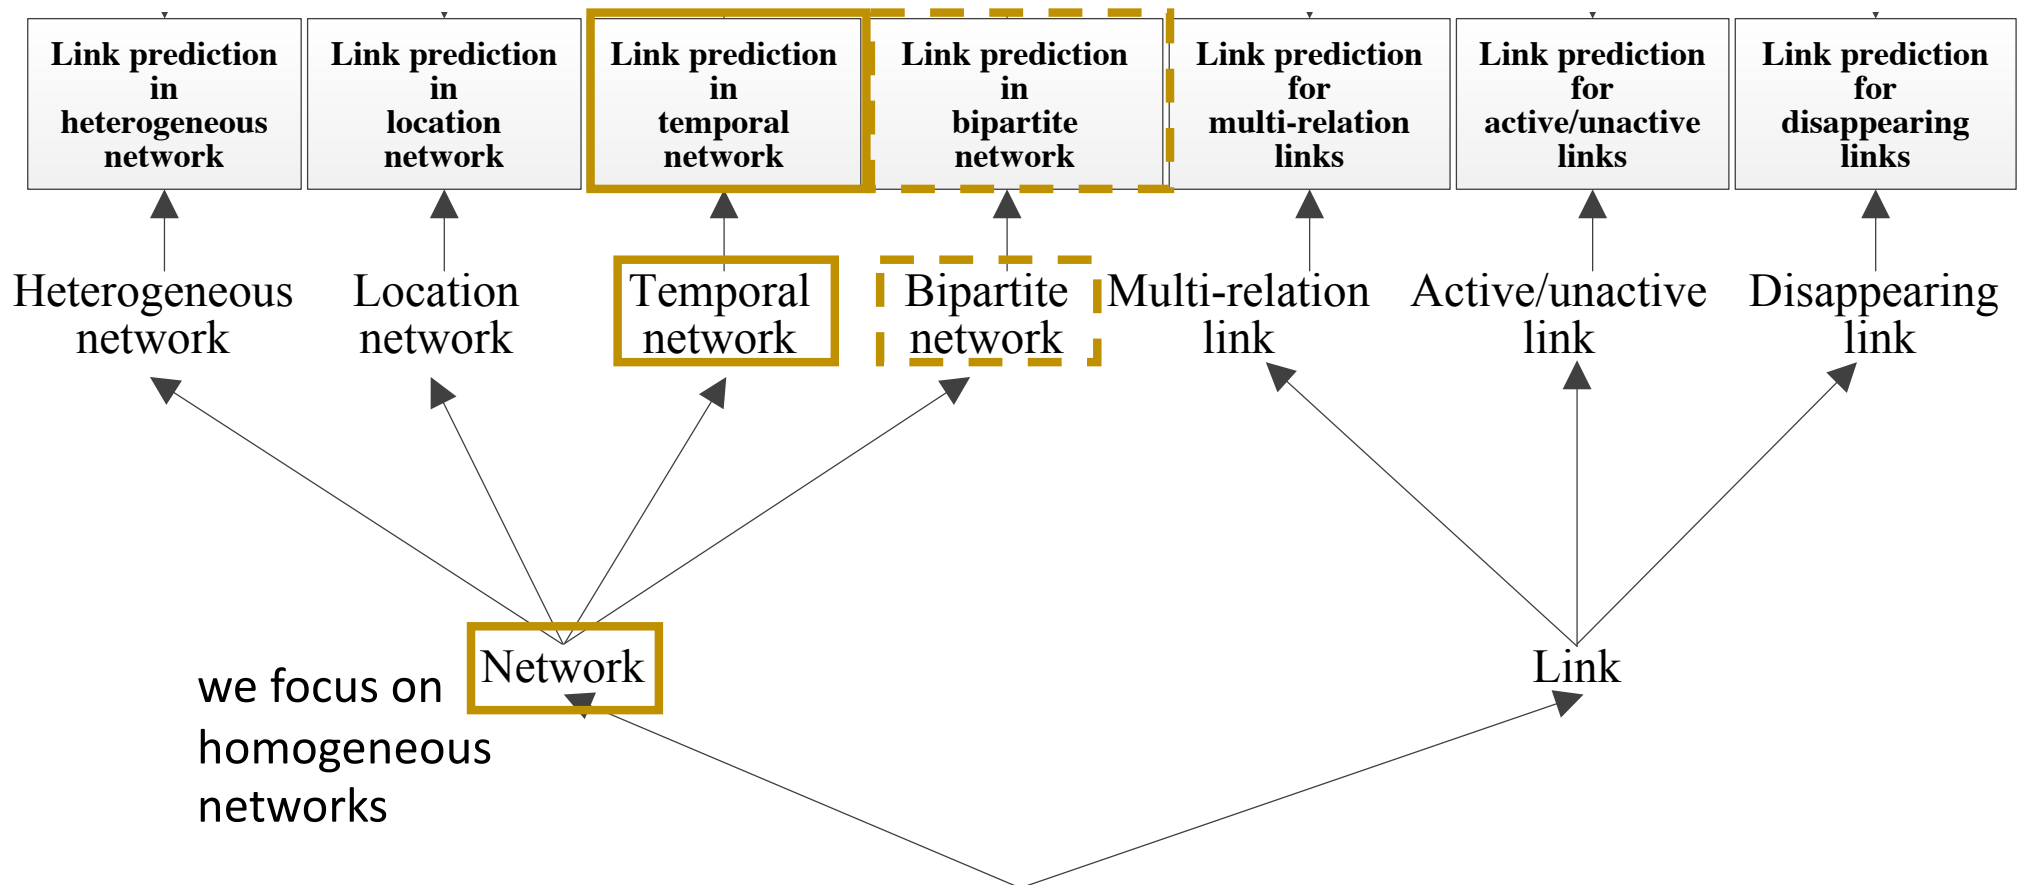 Link prediction
in
heterogeneous
network
Link prediction
in
location
network
Link prediction
in
temporal
network
Link prediction
in
bipartite
network
Link prediction
for
multi-relation
links
Link prediction
for
active/unactive
links
Link prediction
for
disappearing
links
Heterogeneous
network
Location
network
Temporal
network
Bipartite
network
Multi-relation
link
Active/unactive
link
Disappearing
link
Network
Link
we focus on
homogeneous
networks